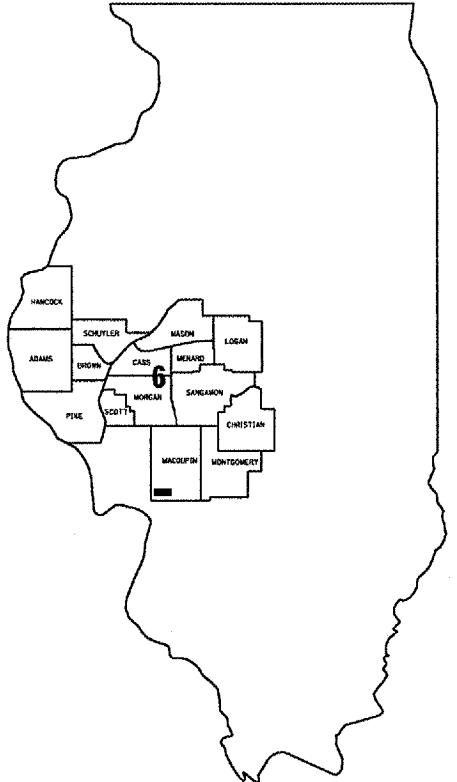 HANCOCK
SCHUYLER
MASON
LOGAN
ADAMS
BROWN
CASS
MENARD
6
MORGAN
SANGAMON
PIKE
SCOTT
CHRISTIAN
MACOUPIN
MONTGOMERY